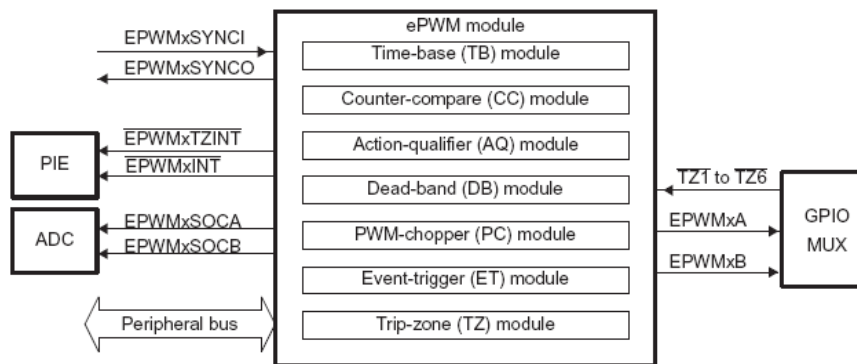 ePWM module
EPWMxSYNCI
Time-base (TB) module
EPWMxSYNCO
Counter-compare (CC) module
EPWMxTZINT
Action-qualifier (AQ) module
PIE
EPWMxINT
Dead-band (DB) module
TZ1 to TZ6
EPWMxSOCA
PWM-chopper (PC) module
EPWMxA
GPIO
MUX
ADC
EPWMxSOCB
Event-trigger (ET) module
EPWMxB
Peripheral bus
Trip-zone (TZ) module